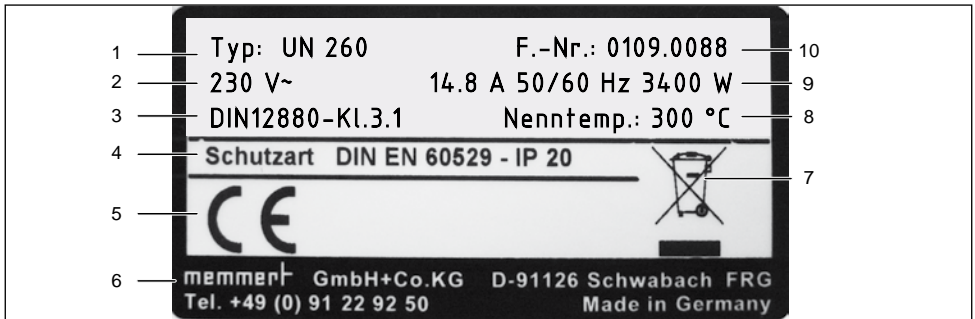 1 Typ: UN 260 F.-Nr.: 0109.0088 10
2 230 V~ 14.8 A 50/60 Hz 3400 W 9
3 DIN12880-Kl.3.1 Nenntemp.: 300 °C 8
4 Schutzart DIN EN 60529 - IP 20
5 CE 7
6 memmert GmbH+Co.KG D-91126 Schwabach FRG
Tel. +49 (0) 91 22 92 50 Made in Germany